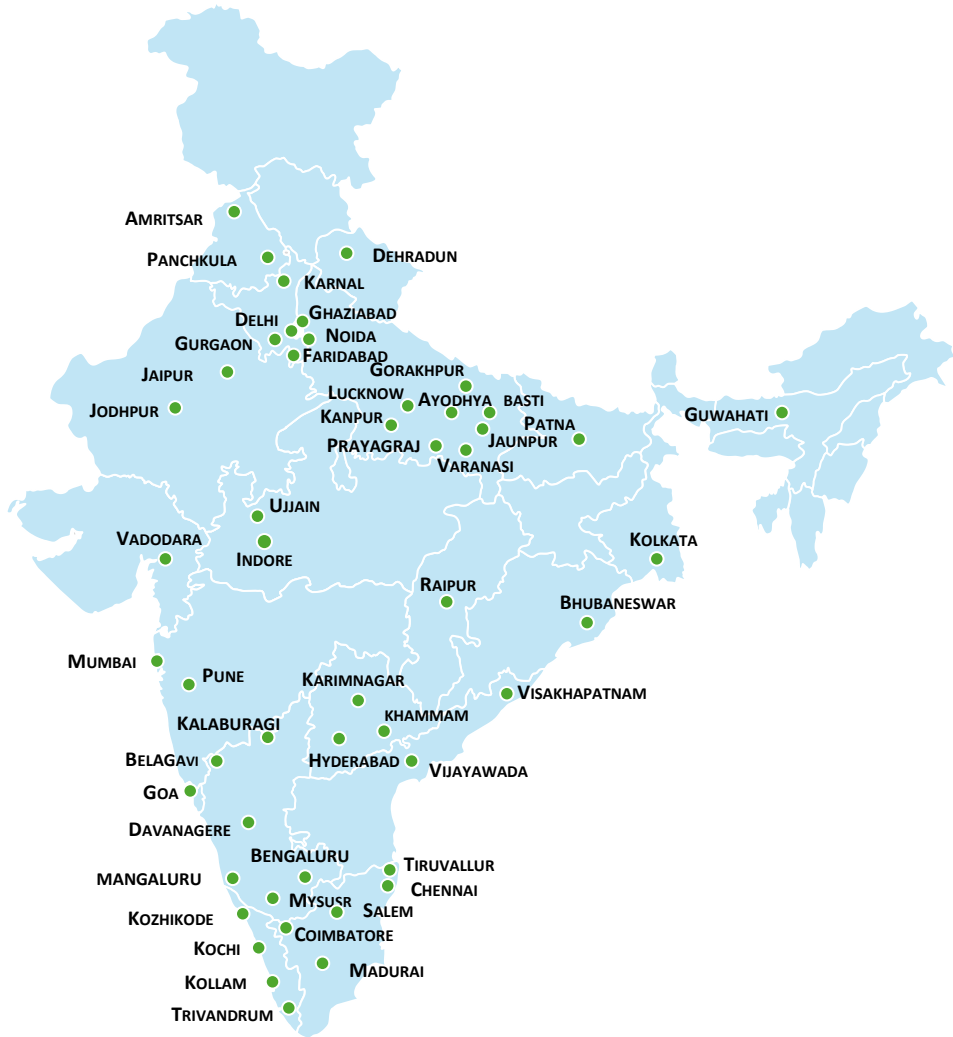 Amritsar
Panchkula
Dehradun
Karnal
Ghaziabad
Delhi
Noida
Gurgaon
Faridabad
Gorakhpur
Jaipur
Lucknow
Ayodhya
basti
Jodhpur
Kanpur
Patna
Guwahati
Jaunpur
Prayagraj
Varanasi
Ujjain
Vadodara
Kolkata
Indore
Raipur
Bhubaneswar
Mumbai
Pune
Karimnagar
Visakhapatnam
khammam
Kalaburagi
Belagavi
Hyderabad
Vijayawada
Goa
Davanagere
Bengaluru
Tiruvallur
mangaluru
Chennai
Mysusr
Salem
Kozhikode
Coimbatore
Kochi
Madurai
Kollam
Trivandrum